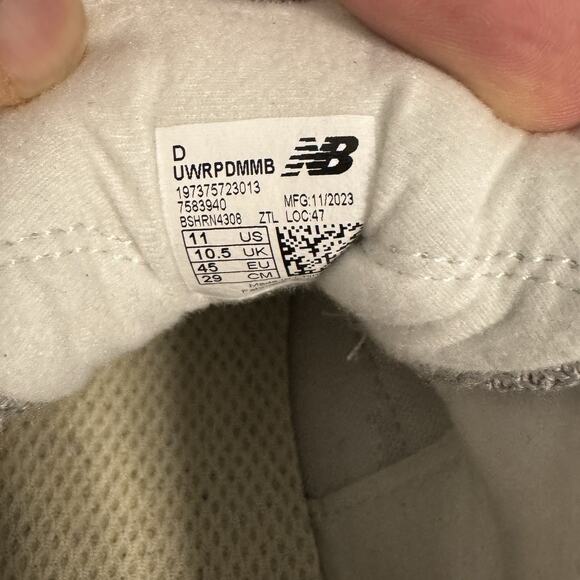 D
UWRPDMMB NB
197375723013
7583940 MFG:11/2023
BSHRN4308 ZTL LOC:47
11 US
10.5 UK
45 EU
29 CM